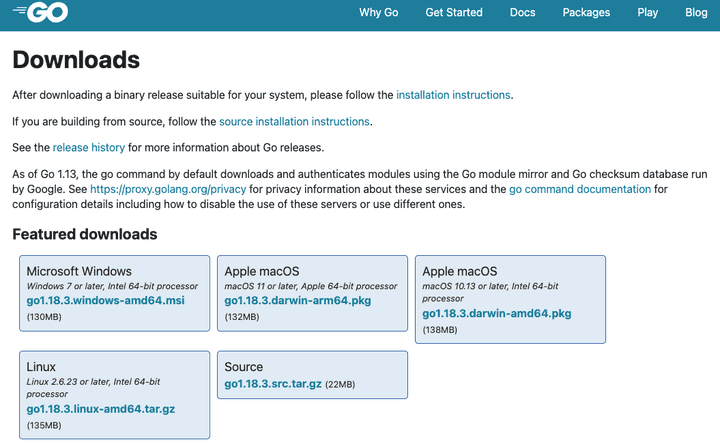 GO
Why Go Get Started Docs Packages Play Blog
Downloads
After downloading a binary release suitable for your system, please follow the installation instructions.
If you are building from source, follow the source installation instructions.
See the release history for more information about Go releases.
As of Go 1.13, the go command by default downloads and authenticates modules using the Go module mirror and Go checksum database run
by Google. See https://proxy.golang.org/privacy for privacy information about these services and the go command documentation for
configuration details including how to disable the use of these servers or use different ones.
Featured downloads
Microsoft Windows
Windows 7 or later, Intel 64-bit processor
go1.18.3.windows-amd64.msi
(130MB)
Apple macOS
macOS 11 or later, Apple 64-bit processor
go1.18.3.darwin-arm64.pkg
(132MB)
Apple macOS
macOS 10.13 or later, Intel 64-bit
processor
go1.18.3.darwin-amd64.pkg
(138MB)
Linux
Linux 2.6.23 or later, Intel 64-bit
processor
go1.18.3.linux-amd64.tar.gz
(135MB)
Source
go1.18.3.src.tar.gz (22MB)